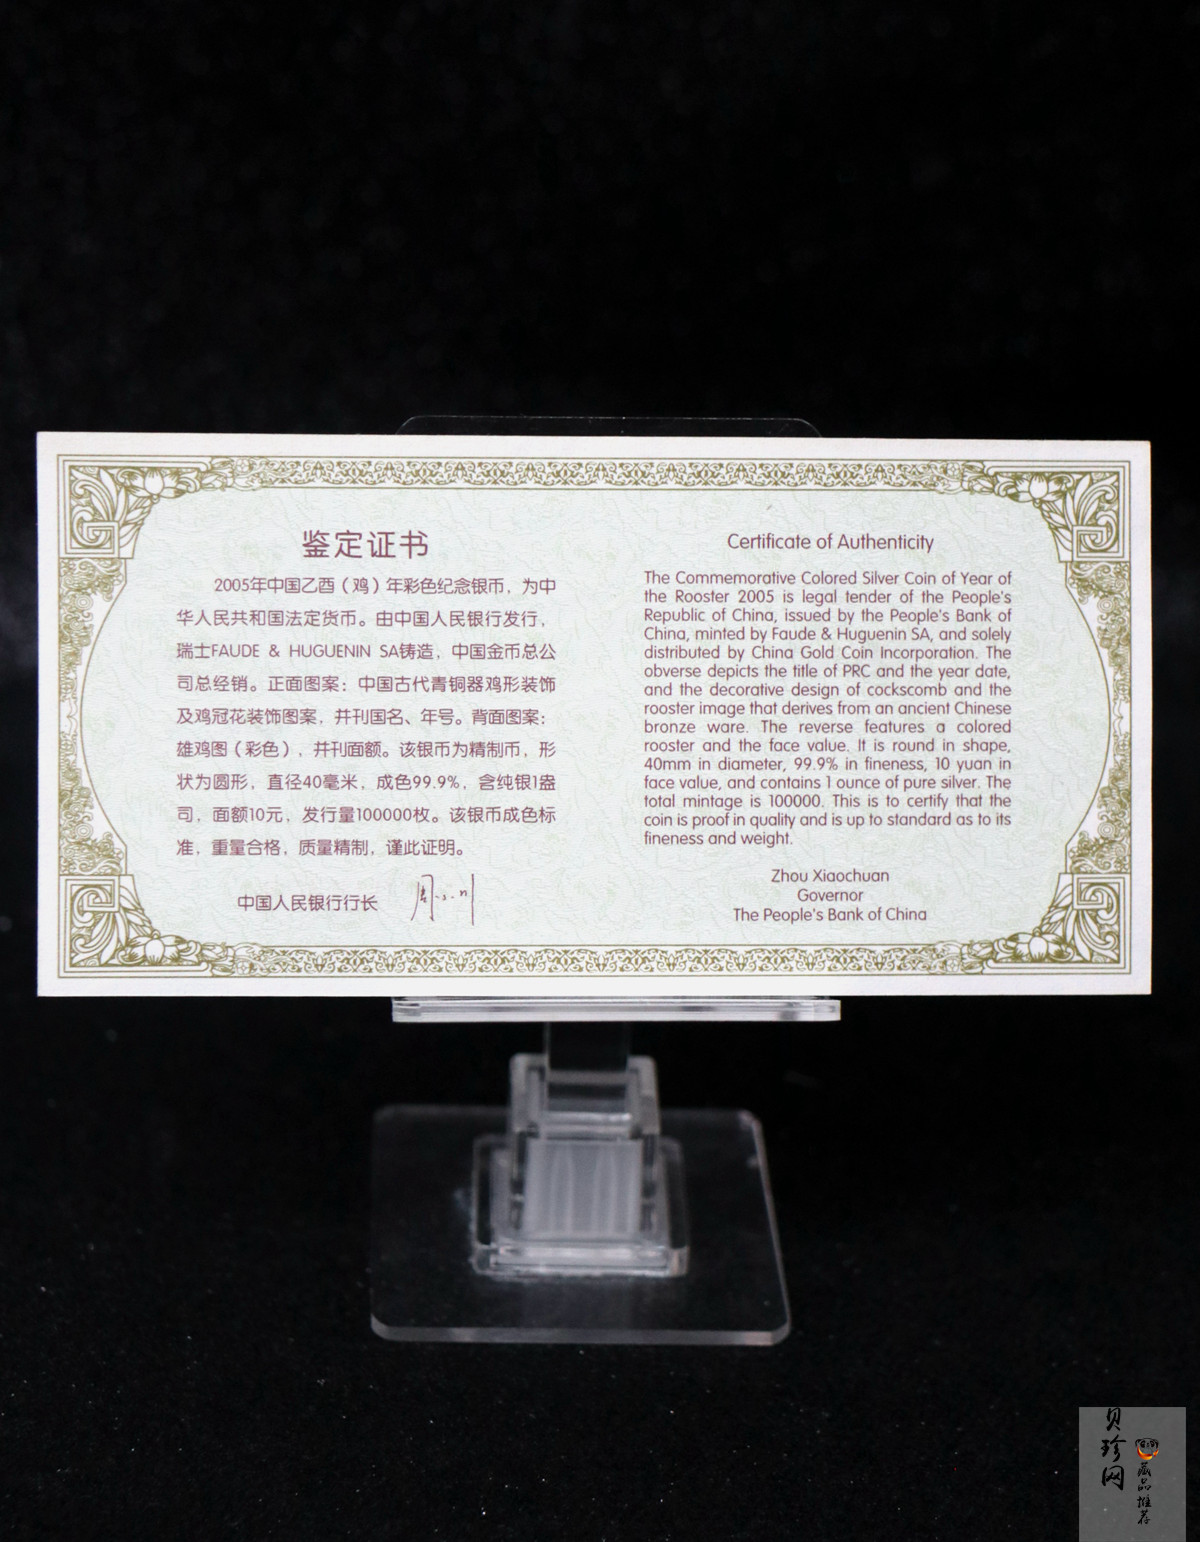 鉴定证书
2005年中国乙酉（鸡）年彩色纪念银币，为中
华人民共和国法定货币。由中国人民银行发行，
瑞士FAUDE & HUGUENIN SA铸造，中国金币总公
司总经销。正面图案：中国古代青铜器鸡形装饰
及鸡冠花装饰图案，并刊国名、年号。背面图案：
雄鸡图（彩色），并刊面额。该银币为精制币，形
状为圆形，直径40毫米，成色99.9%，含纯银1盎
司，面额10元，发行量100000枚。该银币成色标
准，重量合格，质量精制，谨此证明。
中国人民银行行长 周小川
Certificate of Authenticity
The Commemorative Colored Silver Coin of Year of
the Rooster 2005 is legal tender of the People's
Republic of China, issued by the People's Bank of
China, minted by Faude & Huguenin SA, and solely
distributed by China Gold Coin Incorporation. The
obverse depicts the title of PRC and the year date,
and the decorative design of cockscomb and the
rooster image that derives from an ancient Chinese
bronze ware. The reverse features a colored
rooster and the face value. It is round in shape,
40mm in diameter, 99.9% in fineness, 10 yuan in
face value, and contains 1 ounce of pure silver. The
total mintage is 100000. This is to certify that the
coin is proof in quality and is up to standard as to its
fineness and weight.
Zhou Xiaochuan
Governor
The People's Bank of China
贝珍网
藏品推荐